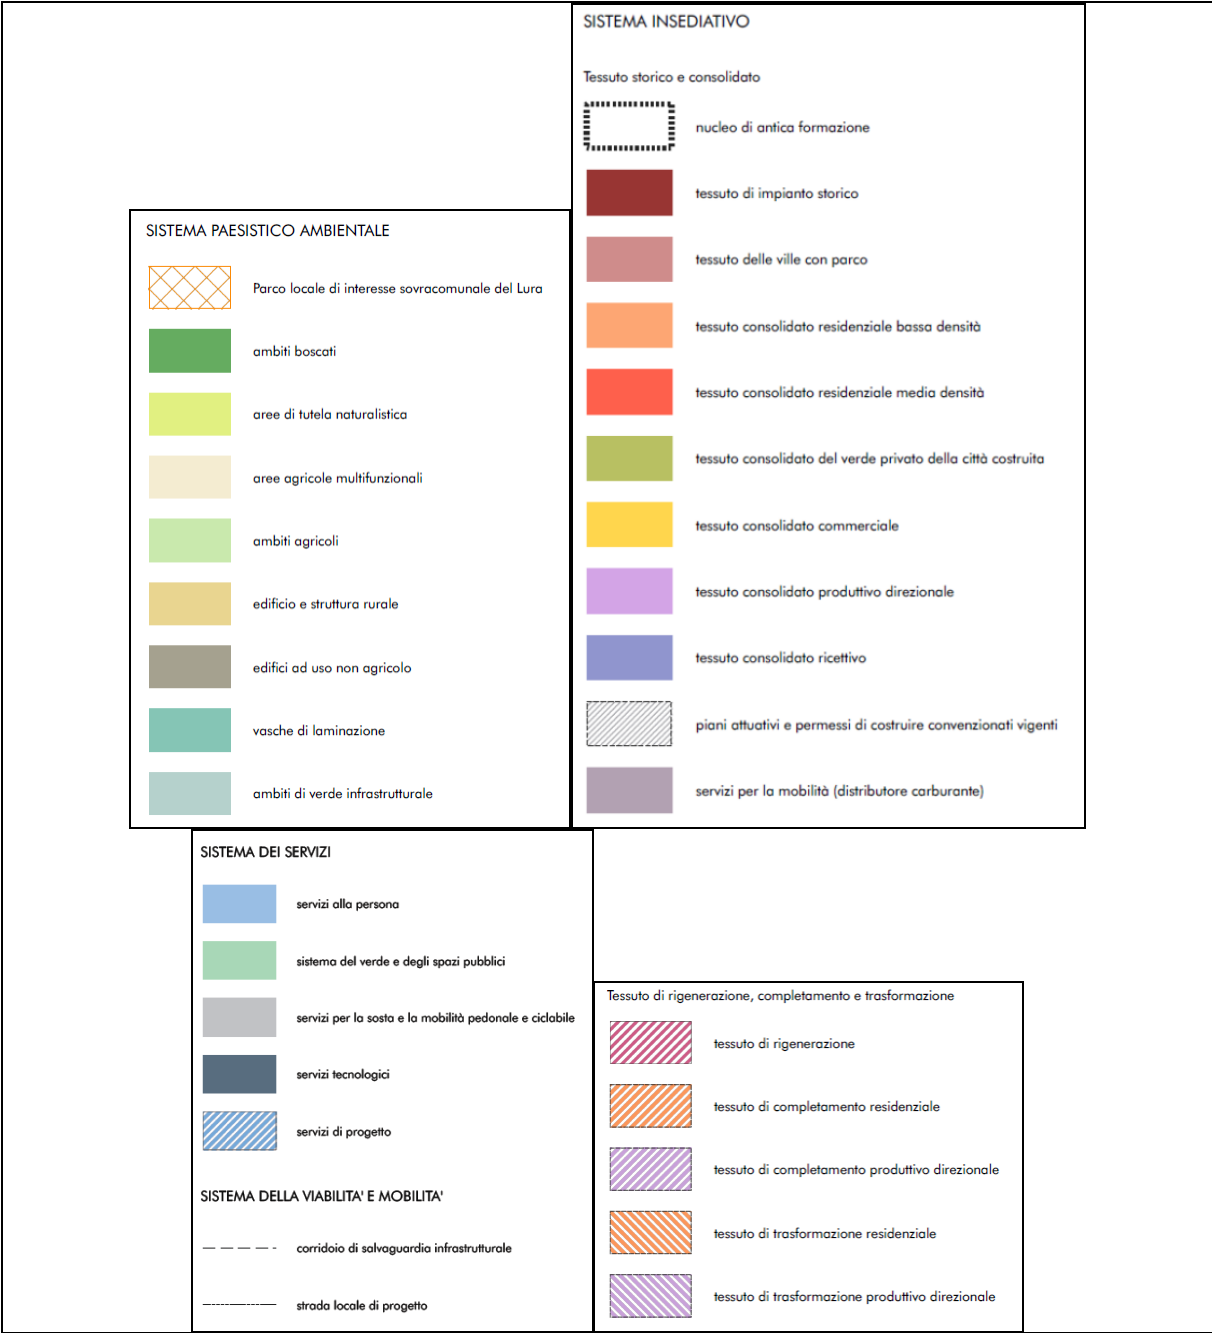 SISTEMA INSEDIATIVO
Tessuto storico e consolidato
nucleo di antica formazione
tessuto di impianto storico
tessuto delle ville con parco
tessuto consolidato residenziale bassa densità
tessuto consolidato residenziale media densità
tessuto consolidato del verde privato della città costruita
tessuto consolidato commerciale
tessuto consolidato produttivo direzionale
tessuto consolidato ricettivo
piani attuativi e permessi di costruire convenzionati vigenti
servizi per la mobilità (distributore carburante)
SISTEMA PAESISTICO AMBIENTALE
Parco locale di interesse sovracomunale del Lura
ambiti boscati
aree di tutela naturalistica
aree agricole multifunzionali
ambiti agricoli
edificio e struttura rurale
edifici ad uso non agricolo
vasche di laminazione
ambiti di verde infrastrutturale
SISTEMA DEI SERVIZI
servizi alla persona
sistema del verde e degli spazi pubblici
servizi per la sosta e la mobilità pedonale e ciclabile
servizi tecnologici
servizi di progetto
SISTEMA DELLA VIABILITA' E MOBILITA'
corridoio di salvaguardia infrastrutturale
strada locale di progetto
Tessuto di rigenerazione, completamento e trasformazione
tessuto di rigenerazione
tessuto di completamento residenziale
tessuto di completamento produttivo direzionale
tessuto di trasformazione residenziale
tessuto di trasformazione produttivo direzionale